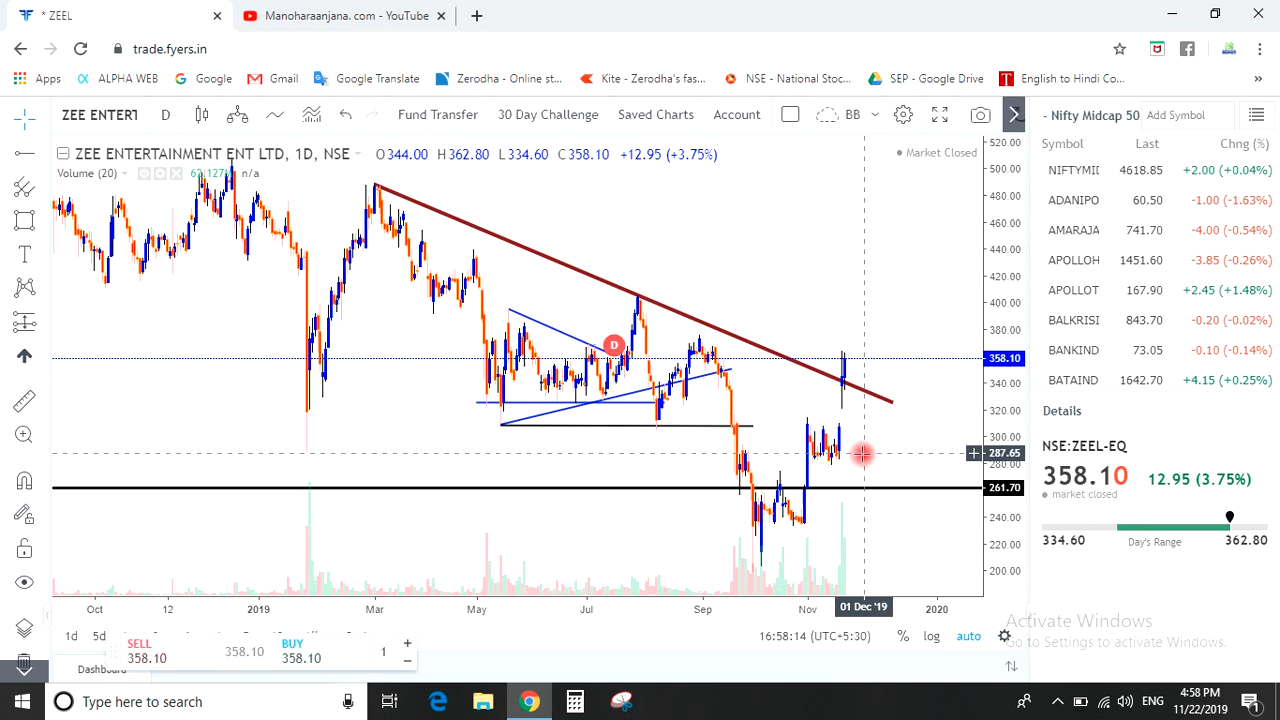 * ZEEL
Manoharaanjana. com - YouTube
trade.fyers.in
Apps
ALPHA WEB
Google
Gmail
Google Translate
Zerodha - Online st...
Kite - Zerodha's fas...
NSE - National Stoc...
SEP - Google Drive
English to Hindi Co...
»
ZEE ENTERT
D
Fund Transfer
30 Day Challenge
Saved Charts
Account
BB
- Nifty Midcap 50
Add Symbol
ZEE ENTERTAINMENT ENT LTD, 1D, NSE
O 344.00 H 362.80 L 334.60 C 358.10 +12.95 (+3.75%)
Market Closed
Volume (20)
n/a
520.00
500.00
480.00
460.00
440.00
420.00
400.00
380.00
358.10
340.00
320.00
300.00
287.65
280.00
261.70
240.00
220.00
200.00
D
Oct
12
2019
Mar
May
Jul
Sep
Nov
01 Dec '19
2020
1d
5d
16:58:14 (UTC+5:30)
%
log
auto
SELL
358.10
358.10
BUY
358.10
1
Dashboard
Symbol Last Chng (%)
NIFTYMI 4618.85 +2.00 (+0.04%)
ADANIPO 60.50 -1.00 (-1.63%)
AMARAJA 741.70 -4.00 (-0.54%)
APOLLOH 1451.60 -3.85 (-0.26%)
APOLLOT 167.90 +2.45 (+1.48%)
BALKRISI 843.70 -0.20 (-0.02%)
BANKIND 73.05 -0.10 (-0.14%)
BATAIND 1642.70 +4.15 (+0.25%)
Details
NSE:ZEEL-EQ
358.10 12.95 (3.75%)
market closed
334.60 Day's Range 362.80
Activate Windows
Go to Settings to activate Windows.
Type here to search
ENG
4:58 PM
11/22/2019
1